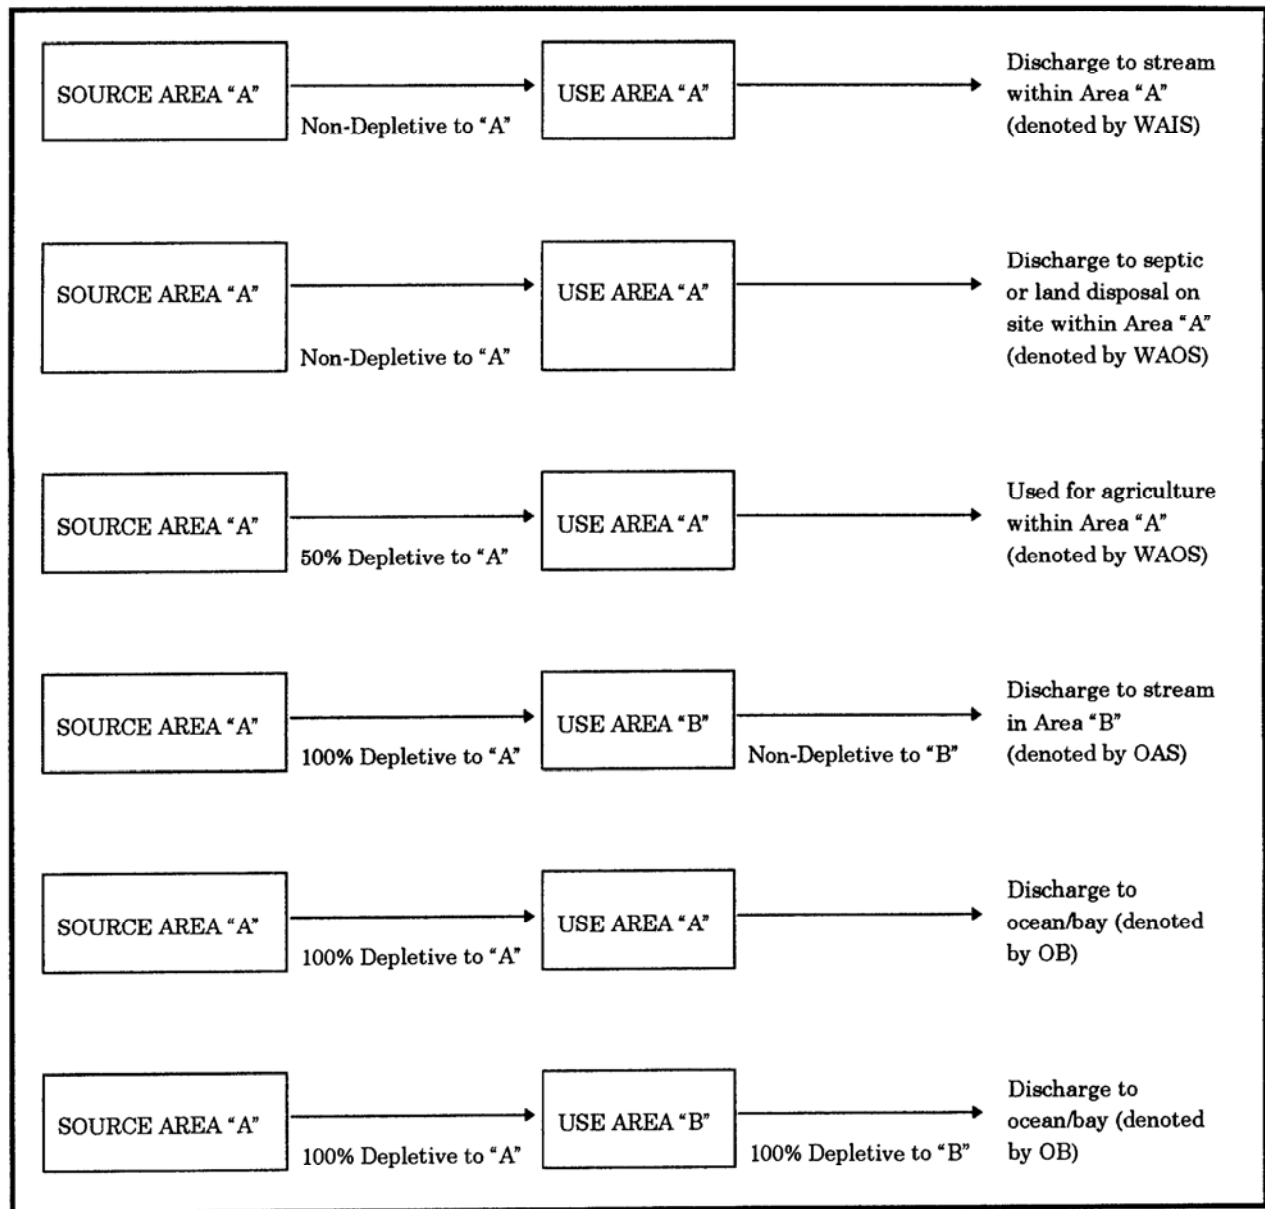 SOURCE AREA “A”
Non-Depletive to “A”
USE AREA “A”
Discharge to stream
within Area “A”
(denoted by WAIS)
SOURCE AREA “A”
Non-Depletive to “A”
USE AREA “A”
Discharge to septic
or land disposal on
site within Area “A”
(denoted by WAOS)
SOURCE AREA “A”
50% Depletive to “A”
USE AREA “A”
Used for agriculture
within Area “A”
(denoted by WAOS)
SOURCE AREA “A”
100% Depletive to “A”
USE AREA “B”
Non-Depletive to “B”
Discharge to stream
in Area “B”
(denoted by OAS)
SOURCE AREA “A”
100% Depletive to “A”
USE AREA “A”
Discharge to
ocean/bay (denoted
by OB)
SOURCE AREA “A”
100% Depletive to “A”
USE AREA “B”
100% Depletive to “B”
Discharge to
ocean/bay (denoted
by OB)